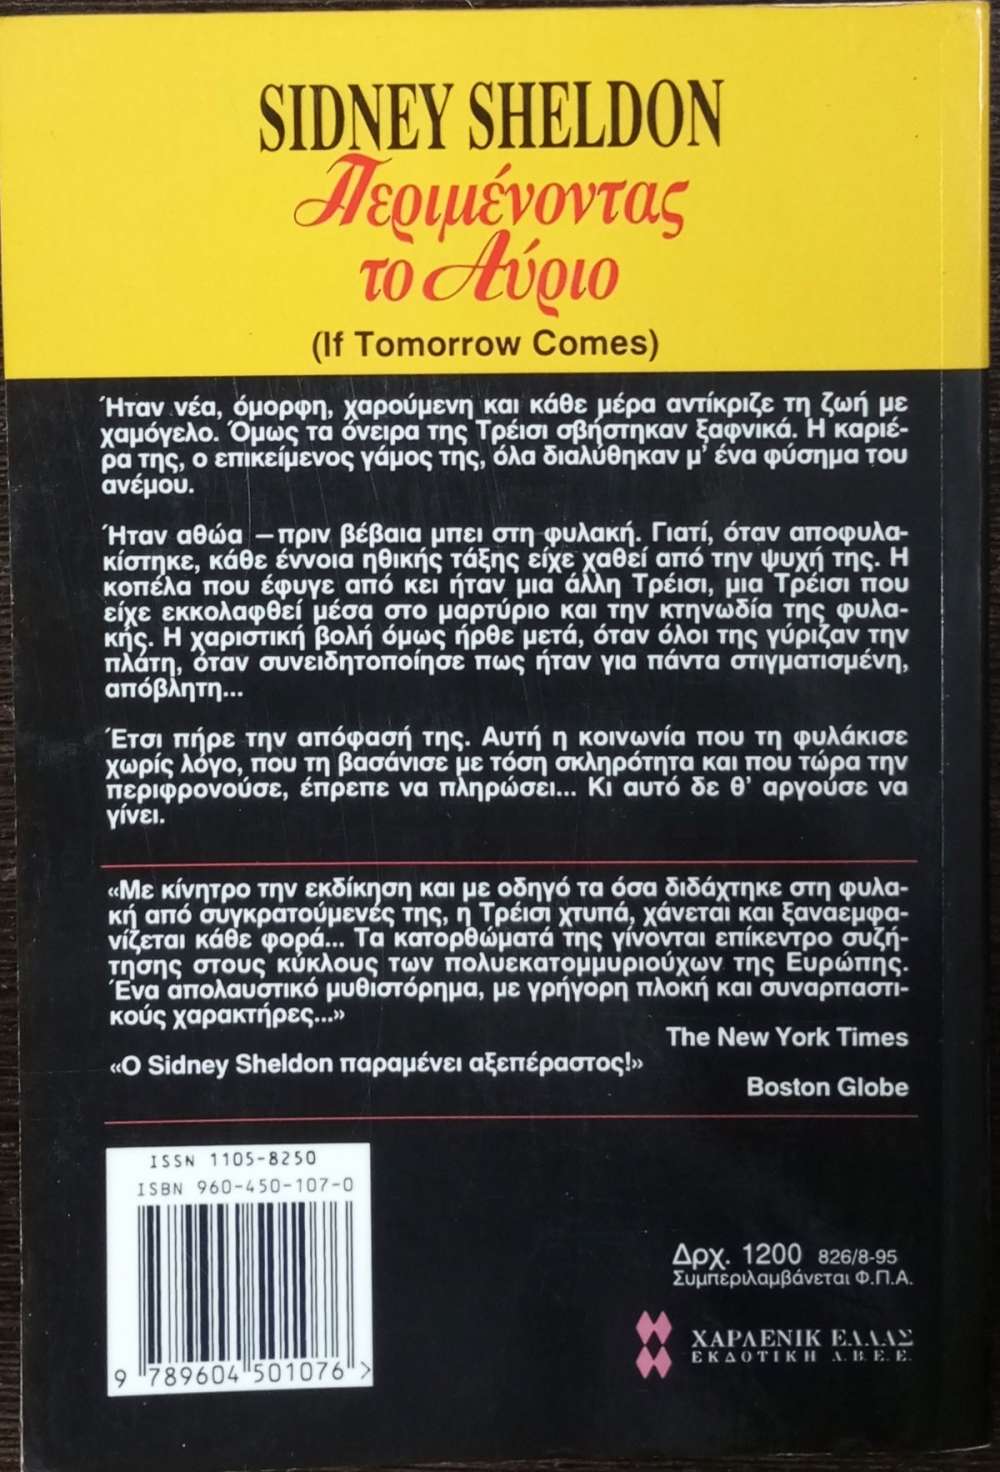 SIDNEY SHELDON
Περιμένοντας
το Αύριο
(If Tomorrow Comes)
Ήταν νέα, όμορφη, χαρούμενη και κάθε μέρα αντίκριζε τη ζωή με
χαμόγελο. Όμως τα όνειρα της Τρέισι σβήστηκαν ξαφνικά. Η καριέ-
ρα της, ο επικείμενος γάμος της, όλα διαλύθηκαν μ' ένα φύσημα του
ανέμου.
Ήταν αθώα — πριν βέβαια μπει στη φυλακή. Γιατί, όταν αποφυλα-
κίστηκε, κάθε έννοια ηθικής τάξης είχε χαθεί από την ψυχή της. Η
κοπέλα που έφυγε από κει ήταν μια άλλη Τρέισι, μια Τρέισι που
είχε εκκολαφθεί μέσα στο μαρτύριο και την κτηνωδία της φυλα-
κής. Η χαριστική βολή όμως ήρθε μετά, όταν όλοι της γύριζαν την
πλάτη, όταν συνειδητοποίησε πως ήταν για πάντα στιγματισμένη,
απόβλητη...
Έτσι πήρε την απόφασή της. Αυτή η κοινωνία που τη φυλάκισε
χωρίς λόγο, που τη βασάνισε με τόση σκληρότητα και που τώρα την
περιφρονούσε, έπρεπε να πληρώσει... Κι αυτό δε θ' αργούσε να
γίνει.
«Με κίνητρο την εκδίκηση και με οδηγό τα όσα διδάχτηκε στη φυλα-
κή από συγκρατούμενές της, η Τρέισι χτυπά, χάνεται και ξαναεμφα-
νίζεται κάθε φορά... Τα κατορθώματά της γίνονται επίκεντρο συζή-
τησης στους κύκλους των πολυεκατομμυριούχων της Ευρώπης.
Ένα απολαυστικό μυθιστόρημα, με γρήγορη πλοκή και συναρπαστι-
κούς χαρακτήρες...»
The New York Times
«Ο Sidney Sheldon παραμένει αξεπέραστος!»
Boston Globe
ISSN 1105-8250
ISBN 960-450-107-0
9 789604 501076 >
Δρχ. 1200 826/8-95
Συμπεριλαμβάνεται Φ.Π.Α.
ΧΑΡΛΕΝΙΚ ΕΛΛΑΣ
ΕΚΔΟΤΙΚΗ Α.Β.Ε.Ε.